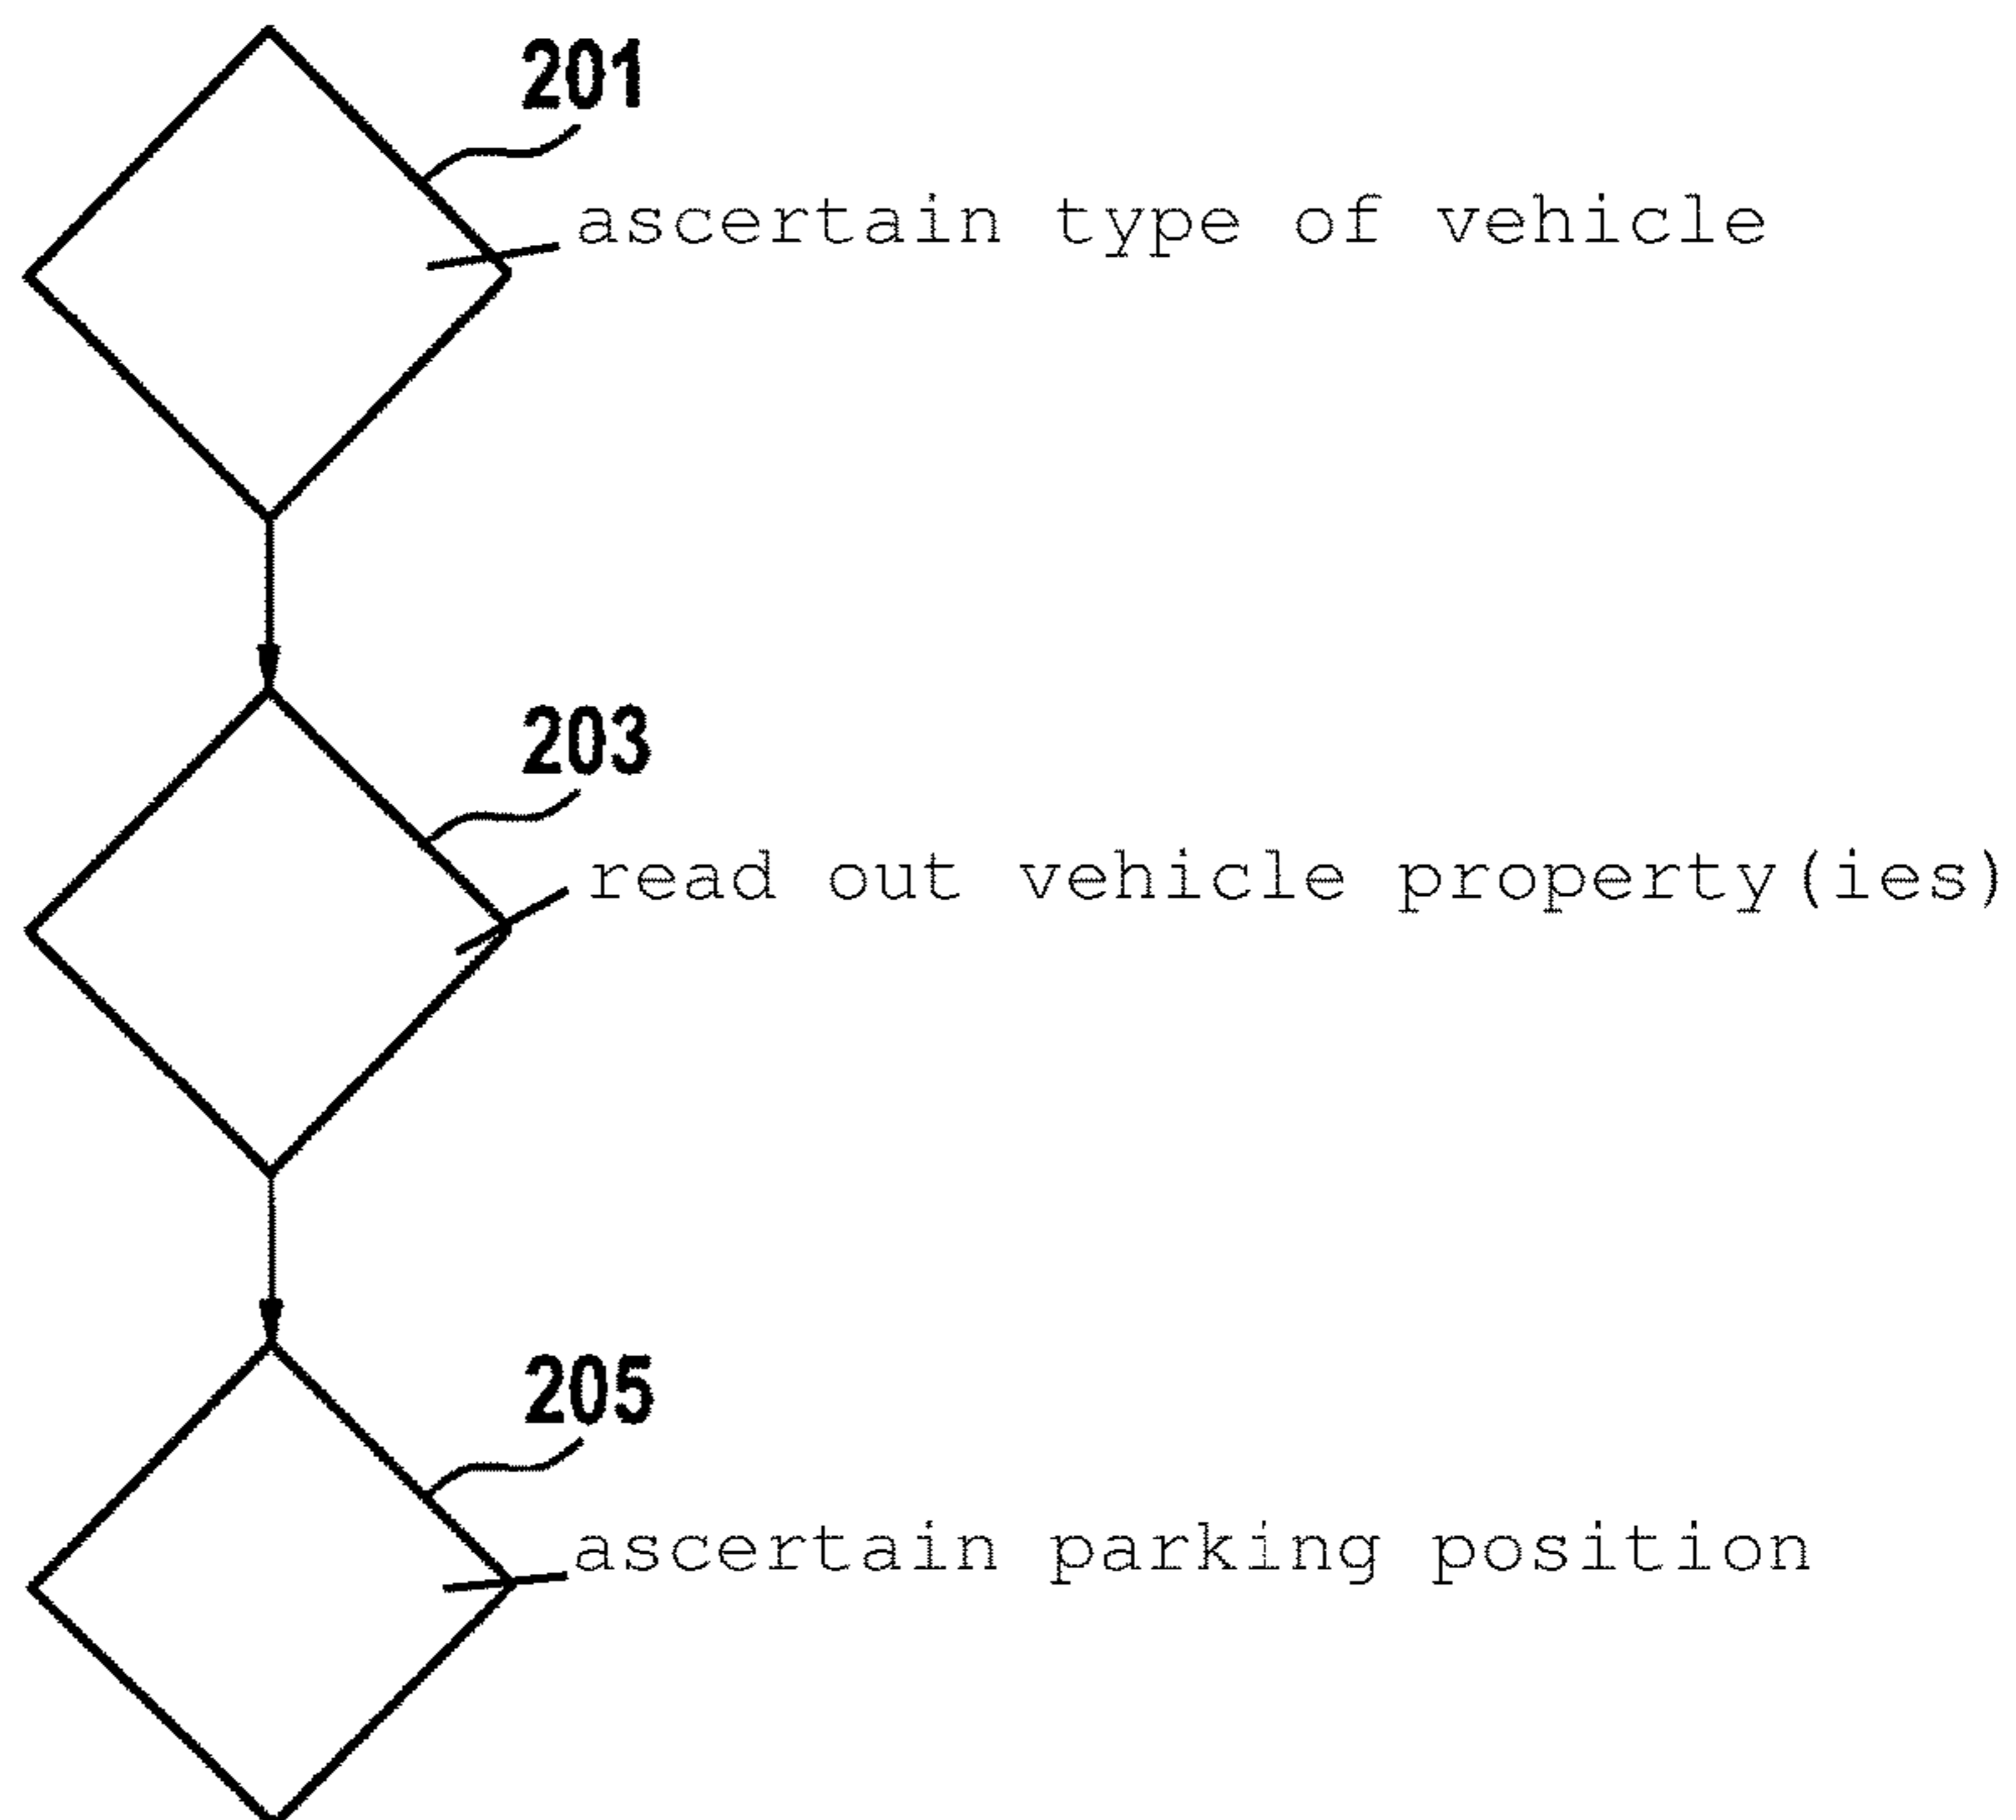 201
ascertain type of vehicle
203
read out vehicle property(ies)
205
ascertain parking position